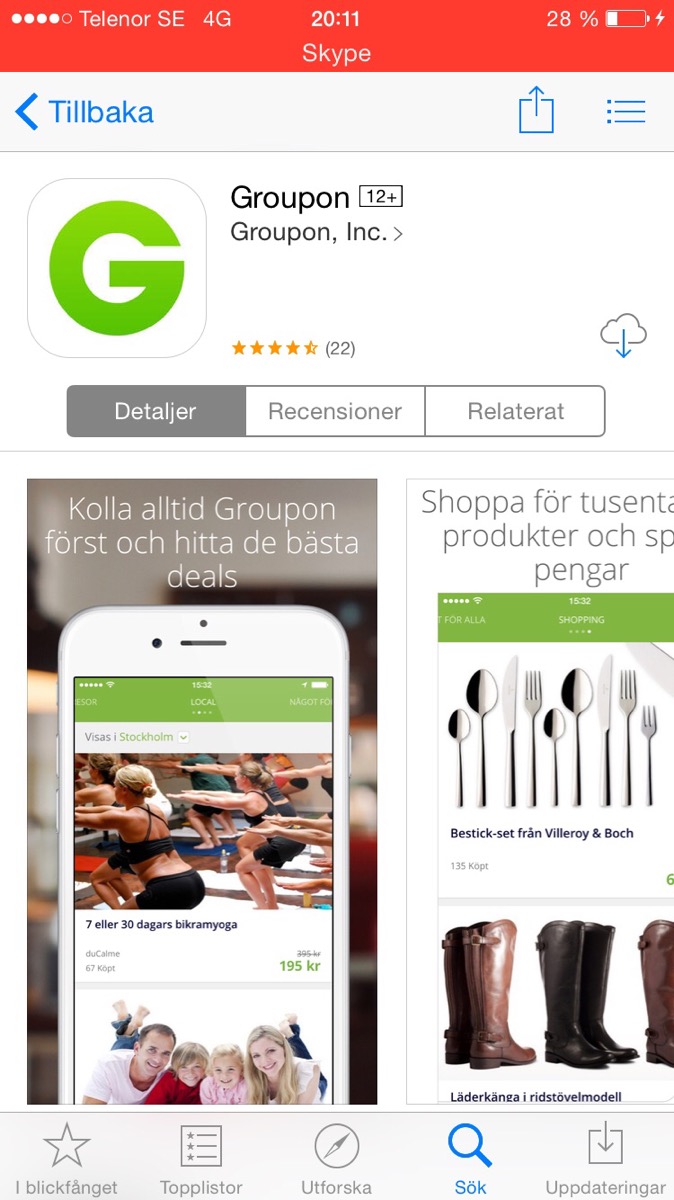 Telenor SE 4G 20:11 28 %
Skype
Tillbaka
Groupon 12+
Groupon, Inc.
(22)
Detaljer Recensioner Relaterat
Kolla alltid Groupon
först och hitta de bästa
deals
15:32
ESOR LOCAL NÅGOT FÖ
Visas i Stockholm
7 eller 30 dagars bikramyoga
duCalme 395 kr
67 Köpt 195 kr
Shoppa för tusenta
produkter och sp
pengar
15:32
T FÖR ALLA SHOPPING
Bestick-set från Villeroy & Boch
135 Köpt
6
Läderkänga i ridstövelmodell
I blickfånget Topplistor Utforska Sök Uppdateringar